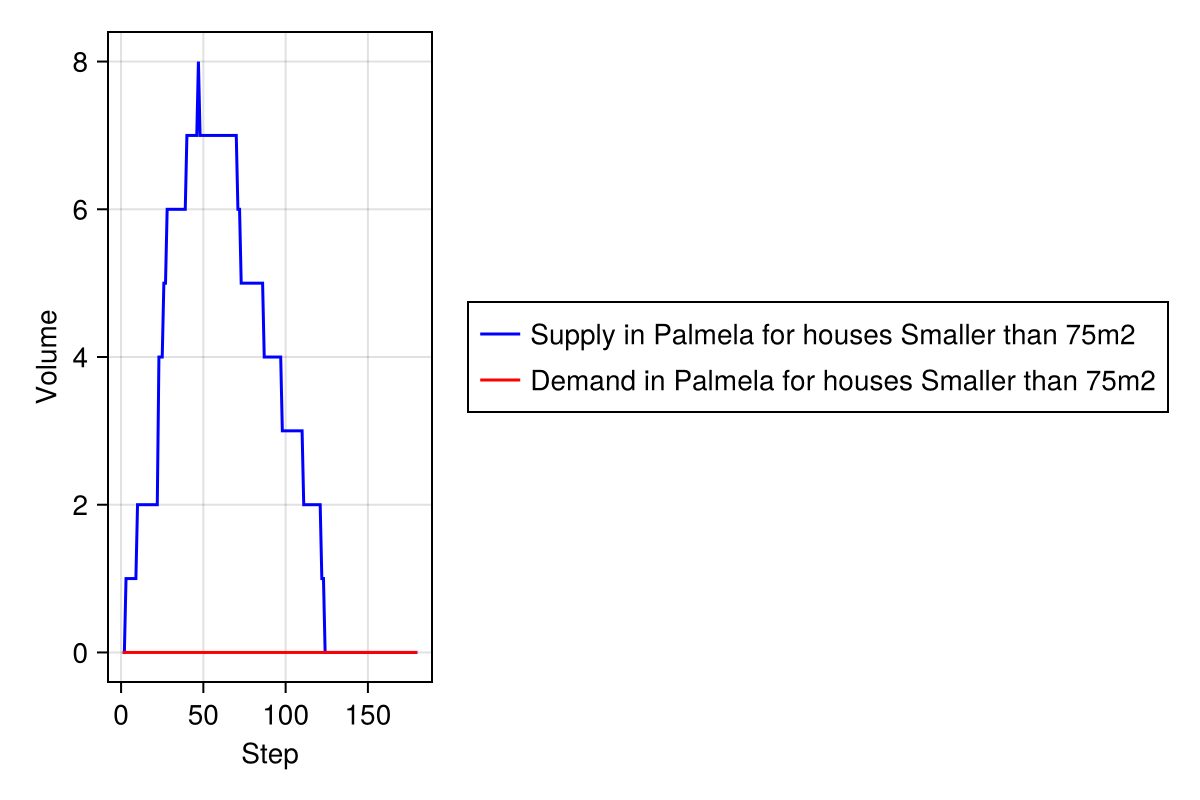 8
6
4
2
0
Volume
0 50 100 150
Step
Supply in Palmela for houses Smaller than 75m2
Demand in Palmela for houses Smaller than 75m2